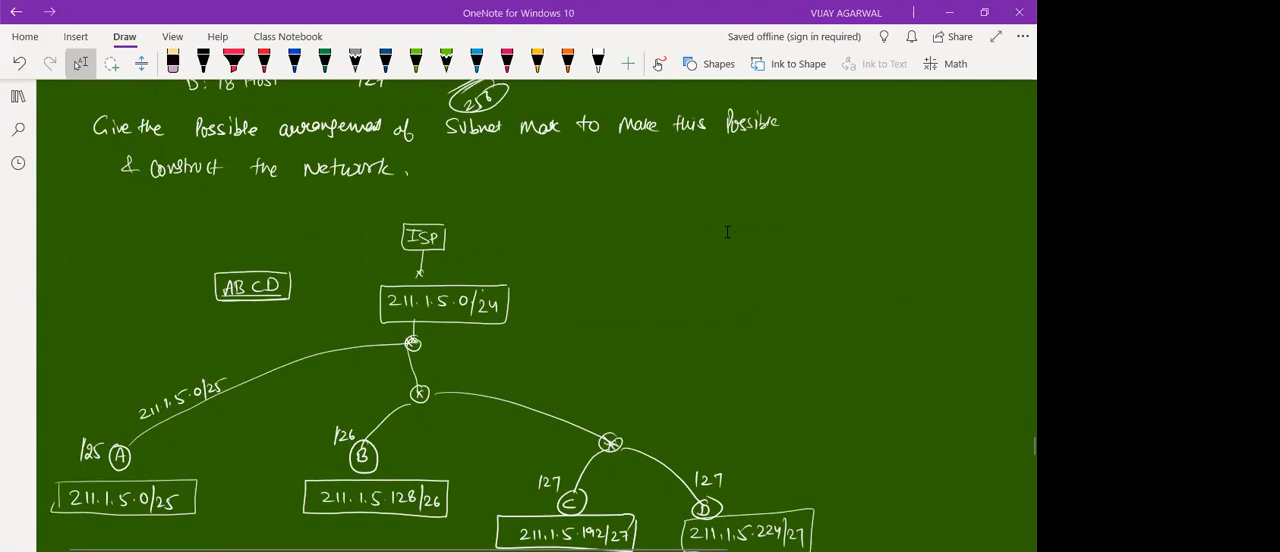 OneNote for Windows 10
VIJAY AGARWAL
Home Insert Draw View Help Class Notebook
Saved offline (sign in required)
Share
Shapes
Ink to Shape
Ink to Text
Math
D: 18 Host 127
256
Give the Possible arrangement of Subnet Mask to Make this Possible
& construct the network.
ISP
ABCD
211.1.5.0/24
211.1.5.0/25
/25 A
/26
B
/27
C
/27
D
211.1.5.0/25
211.1.5.128/26
211.1.5.192/27
211.1.5.224/27